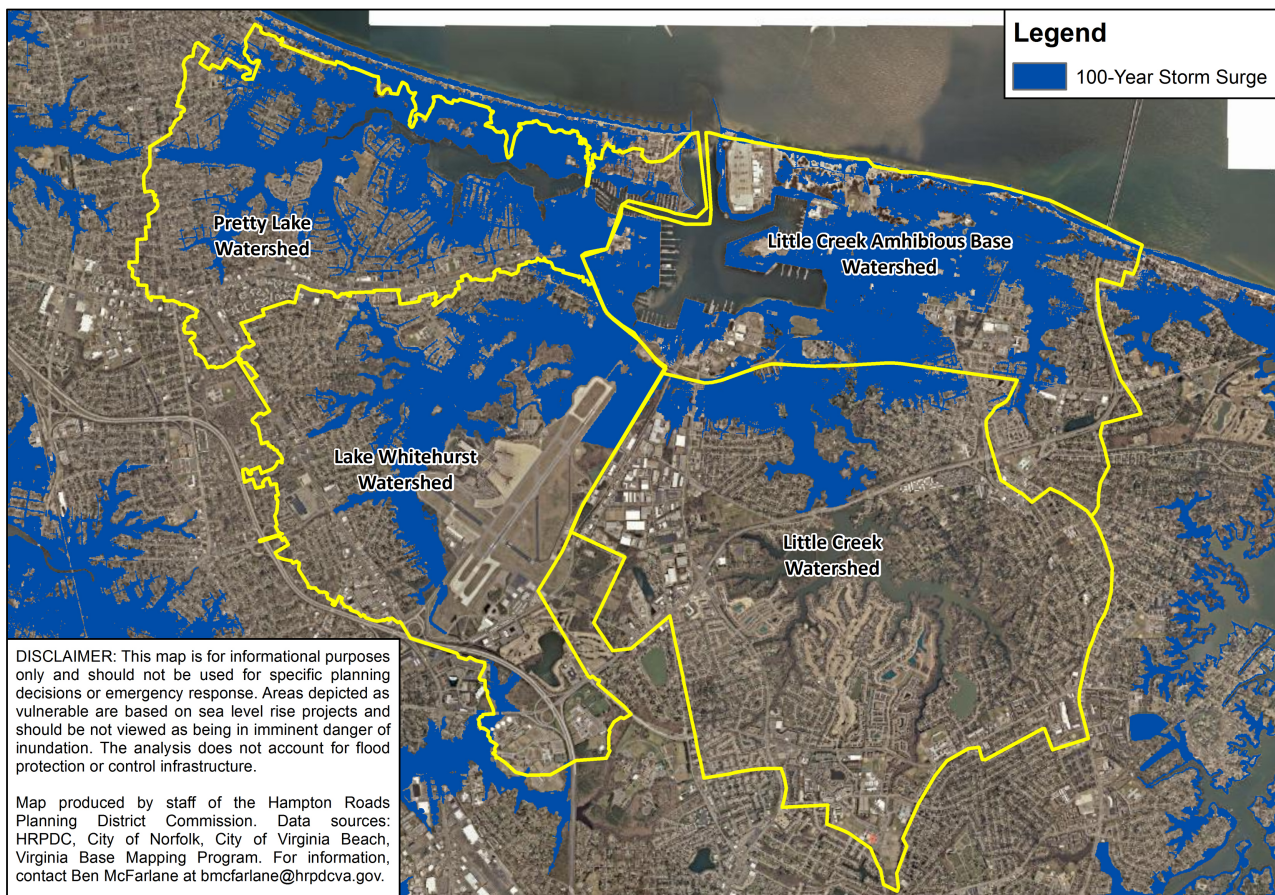 Legend
100-Year Storm Surge
Pretty Lake
Watershed
Little Creek Amhibious Base
Watershed
Lake Whitehurst
Watershed
Little Creek
Watershed
DISCLAIMER: This map is for informational purposes
only and should not be used for specific planning
decisions or emergency response. Areas depicted as
vulnerable are based on sea level rise projects and
should be not viewed as being in imminent danger of
inundation. The analysis does not account for flood
protection or control infrastructure.
Map produced by staff of the Hampton Roads
Planning District Commission. Data sources:
HRPDC, City of Norfolk, City of Virginia Beach,
Virginia Base Mapping Program. For information,
contact Ben McFarlane at bmcfarlane@hrpdcva.gov.